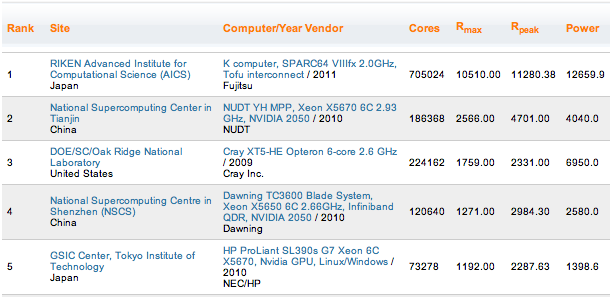 Rank Site Computer/Year Vendor Cores Rmax Rpeak Power
1 RIKEN Advanced Institute for Computational Science (AICS) Japan K computer, SPARC64 VIIIfx 2.0GHz, Tofu interconnect / 2011 Fujitsu 705024 10510.00 11280.38 12659.9
2 National Supercomputing Center in Tianjin China NUDT YH MPP, Xeon X5670 6C 2.93 GHz, NVIDIA 2050 / 2010 NUDT 186368 2566.00 4701.00 4040.0
3 DOE/SC/Oak Ridge National Laboratory United States Cray XT5-HE Opteron 6-core 2.6 GHz / 2009 Cray Inc. 224162 1759.00 2331.00 6950.0
4 National Supercomputing Centre in Shenzhen (NSCS) China Dawning TC3600 Blade System, Xeon X5650 6C 2.66GHz, Infiniband QDR, NVIDIA 2050 / 2010 Dawning 120640 1271.00 2984.30 2580.0
5 GSIC Center, Tokyo Institute of Technology Japan HP ProLiant SL390s G7 Xeon 6C X5670, Nvidia GPU, Linux/Windows / 2010 NEC/HP 73278 1192.00 2287.63 1398.6